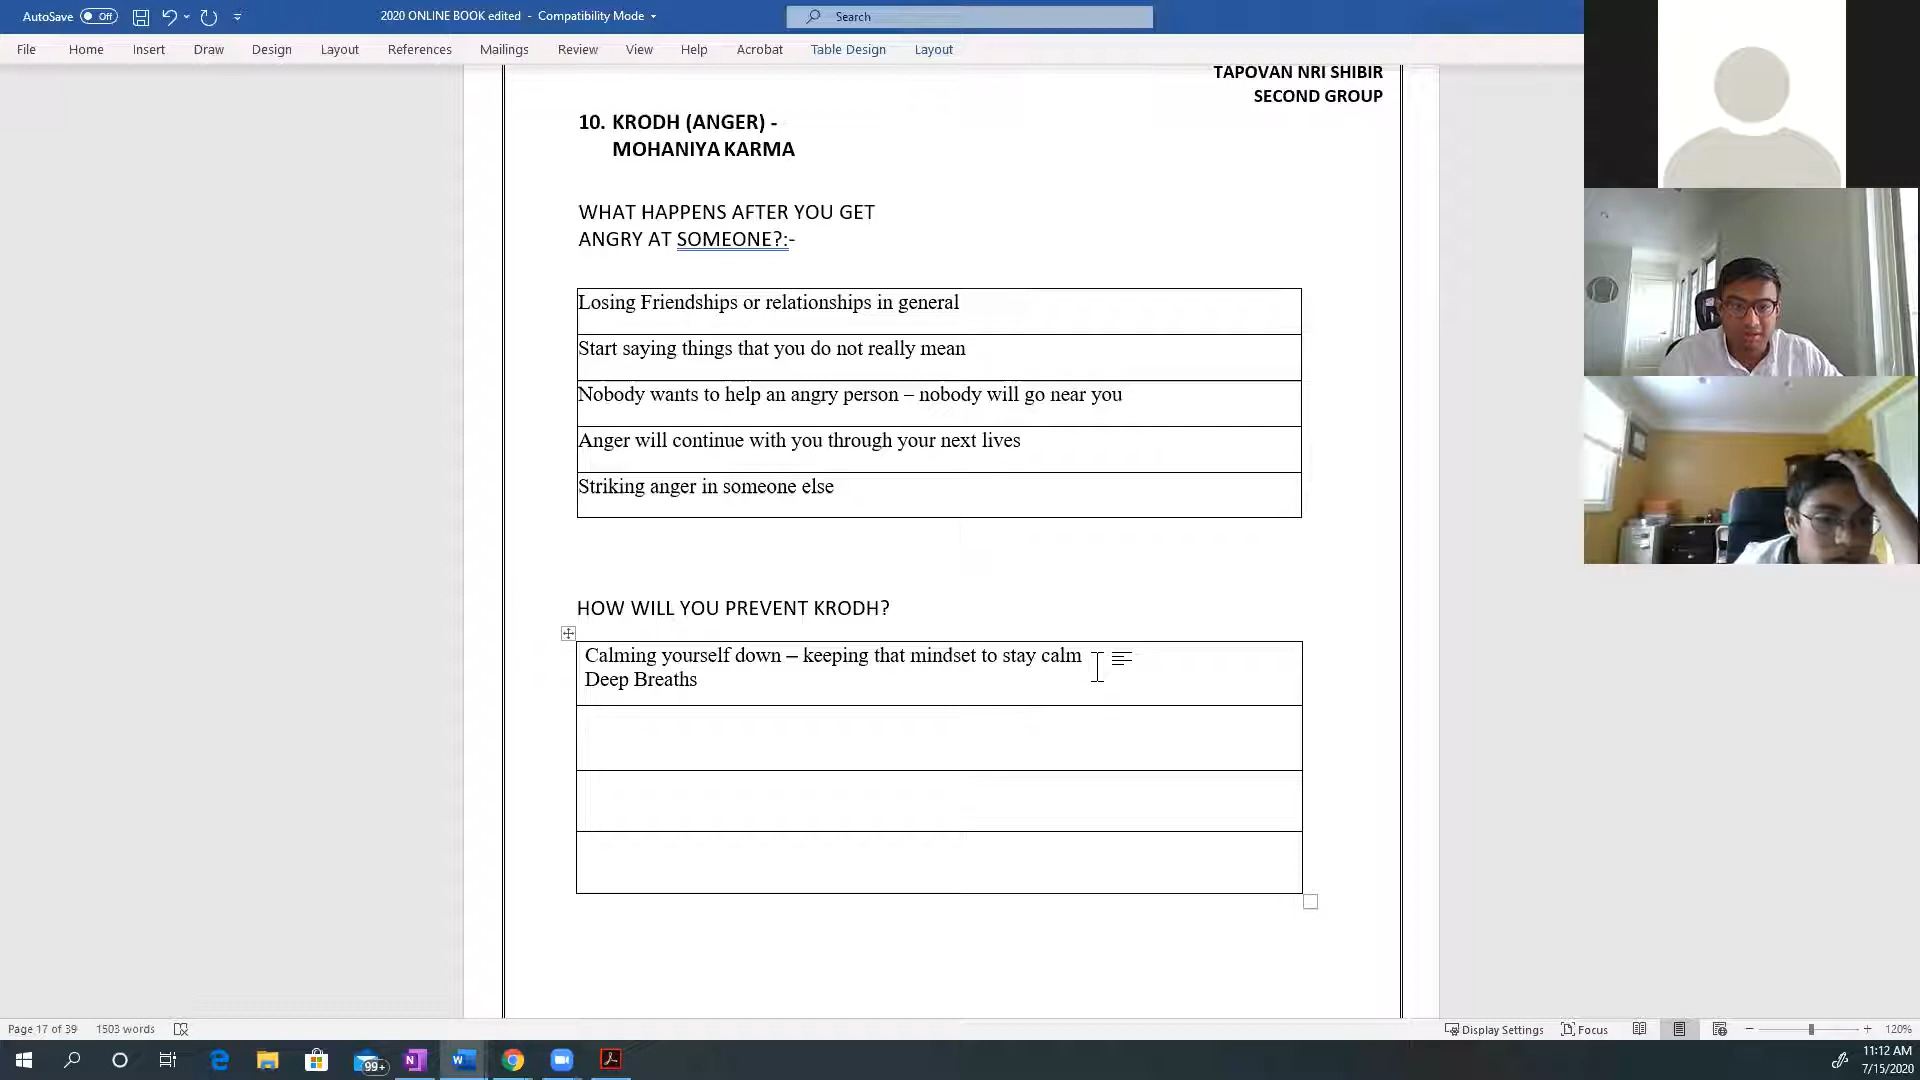 AutoSave Off
2020 ONLINE BOOK edited - Compatibility Mode
Search
File Home Insert Draw Design Layout References Mailings Review View Help Acrobat Table Design Layout
TAPOVAN NRI SHIBIR
SECOND GROUP
10. KRODH (ANGER) -
MOHANIYA KARMA
WHAT HAPPENS AFTER YOU GET
ANGRY AT SOMEONE?:-
Losing Friendships or relationships in general
Start saying things that you do not really mean
Nobody wants to help an angry person – nobody will go near you
Anger will continue with you through your next lives
Striking anger in someone else
HOW WILL YOU PREVENT KRODH?
Calming yourself down – keeping that mindset to stay calm
Deep Breaths
Page 17 of 39 1503 words
Display Settings Focus 120%
99+
11:12 AM
7/15/2020